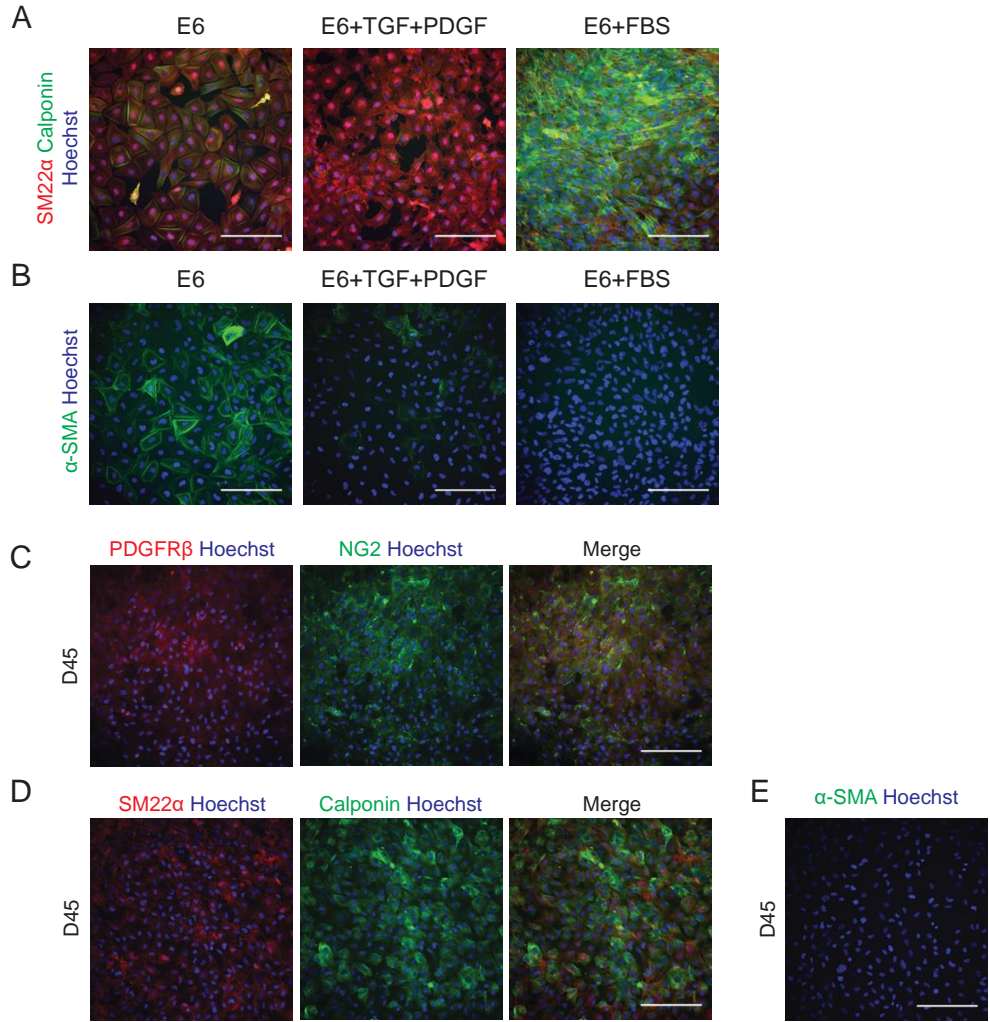 A
E6
E6+TGF+PDGF
E6+FBS
SM22α Calponin
Hoechst
B
E6
E6+TGF+PDGF
E6+FBS
α-SMA Hoechst
C
PDGFRβ Hoechst
NG2 Hoechst
Merge
D45
D
SM22α Hoechst
Calponin Hoechst
Merge
D45
E
α-SMA Hoechst
D45